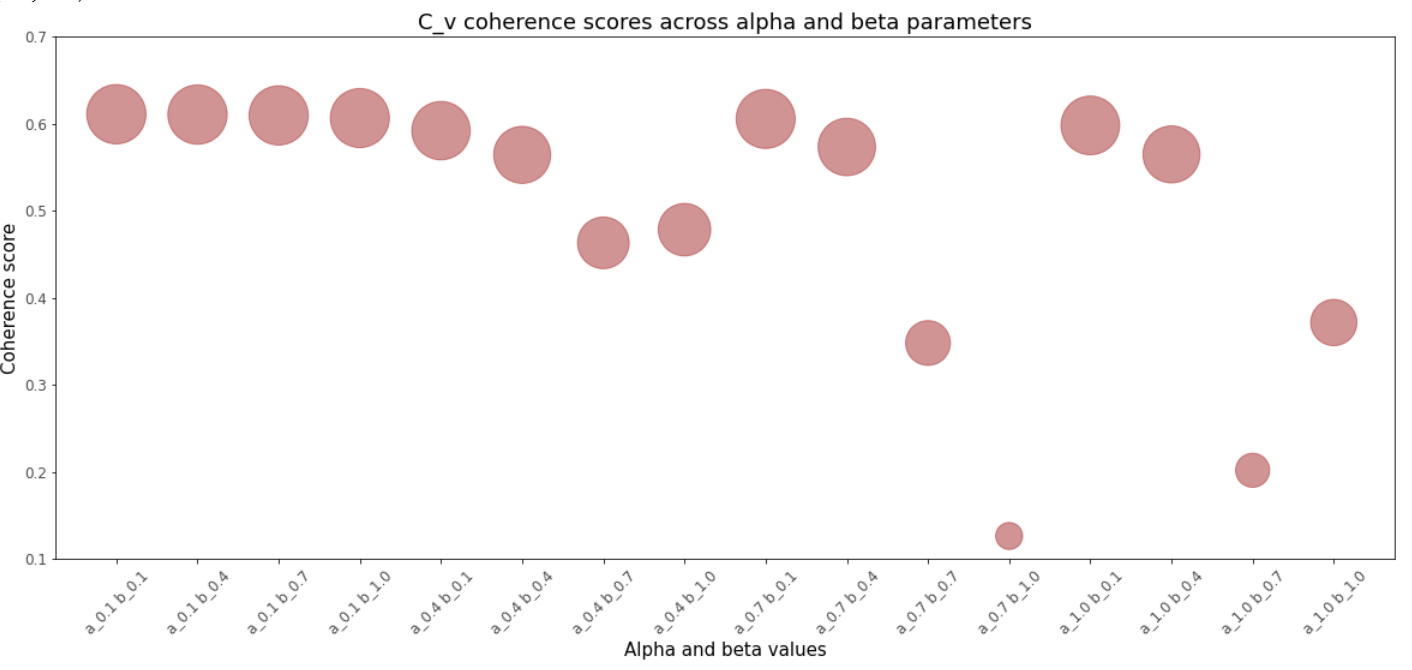 C_v coherence scores across alpha and beta parameters
Coherence score
0.7
0.6
0.5
0.4
0.3
0.2
0.1
a_0.1 b_0.1
a_0.1 b_0.4
a_0.1 b_0.7
a_0.1 b_1.0
a_0.4 b_0.1
a_0.4 b_0.4
a_0.4 b_0.7
a_0.4 b_1.0
a_0.7 b_0.1
a_0.7 b_0.4
a_0.7 b_0.7
a_0.7 b_1.0
a_1.0 b_0.1
a_1.0 b_0.4
a_1.0 b_0.7
a_1.0 b_1.0
Alpha and beta values